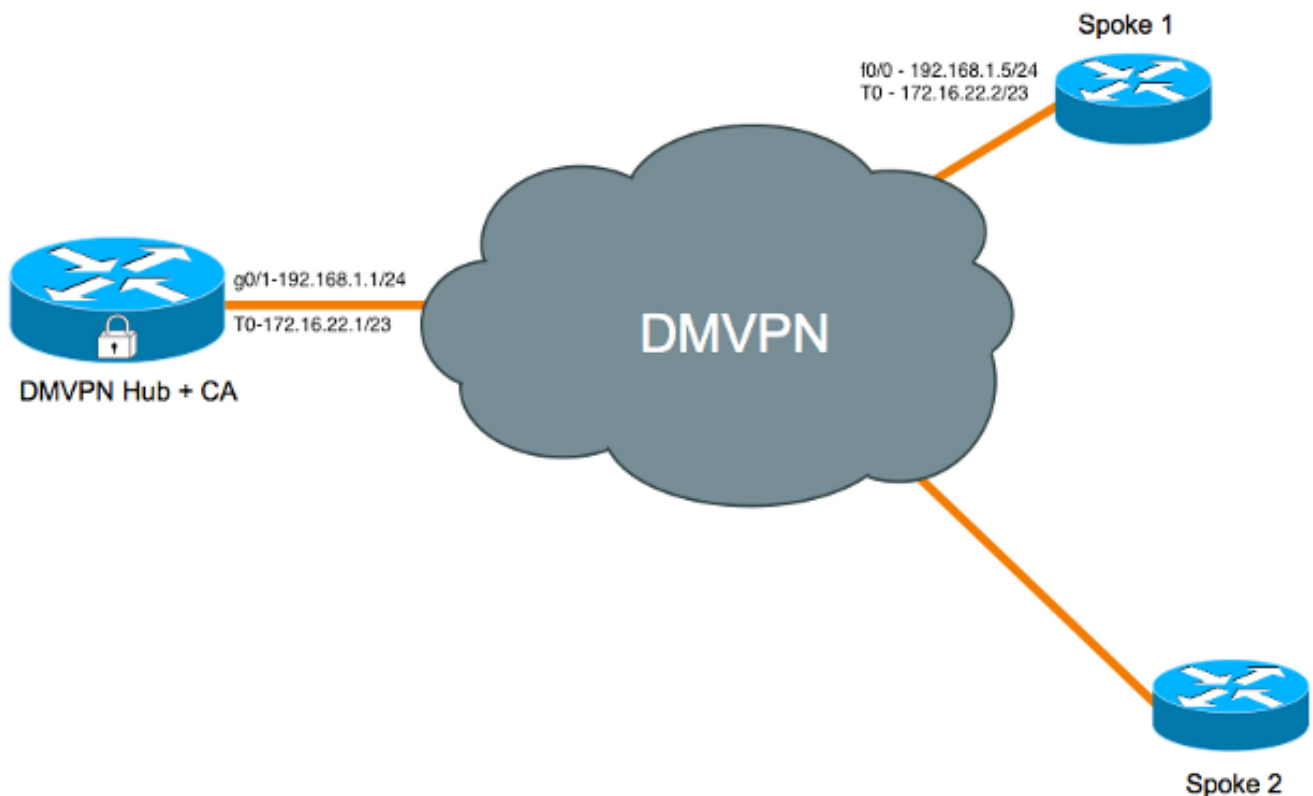 Spoke 1
f0/0 - 192.168.1.5/24
T0 - 172.16.22.2/23
g0/1-192.168.1.1/24
T0-172.16.22.1/23
DMVPN
DMVPN Hub + CA
Spoke 2